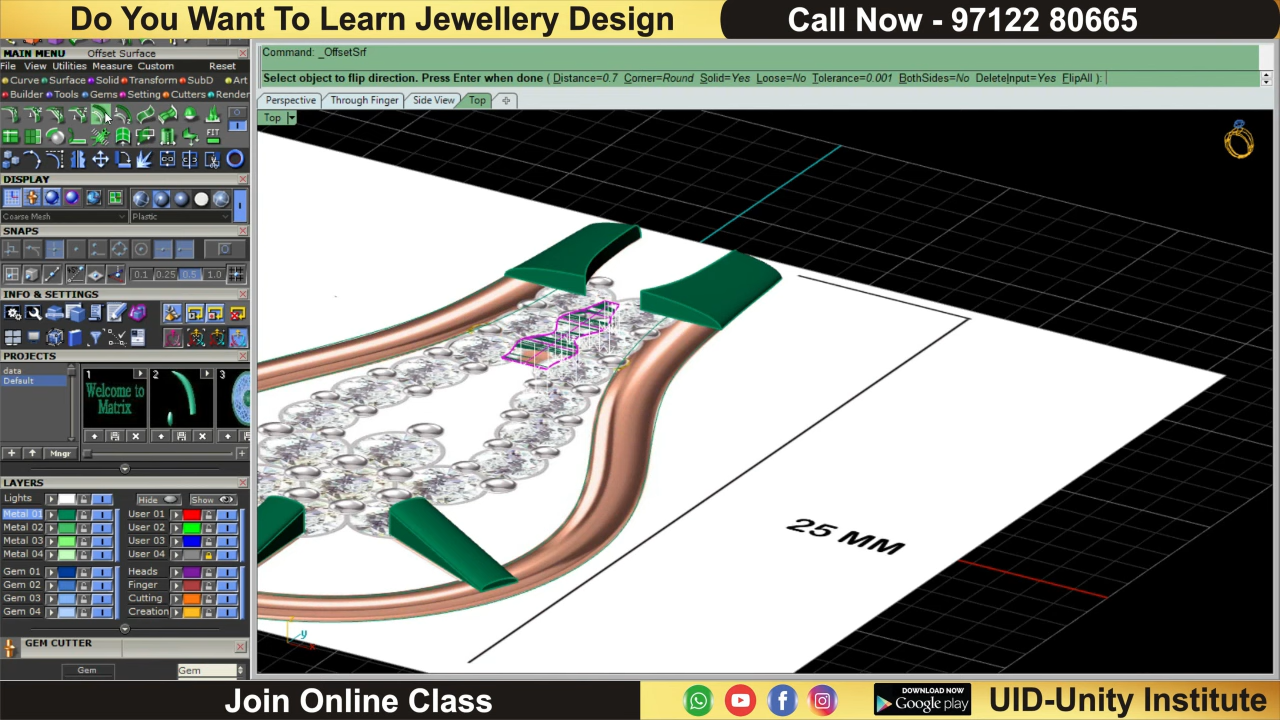 Do You Want To Learn Jewellery Design
Call Now - 97122 80665
MAIN MENU Offset Surface
File View Utilities Measure Custom Reset
Curve Surface Solid Transform SubD Art
Builder Tools Gems Setting Cutters Render
FIT
DISPLAY
Coarse Mesh Plastic
SNAPS
0.1 0.25 0.5 1.0
INFO & SETTINGS
PROJECTS
data
Default
1 Welcome to Matrix
2
3
Mngr
LAYERS
Lights Hide Show
Metal 01 User 01
Metal 02 User 02
Metal 03 User 03
Metal 04 User 04
Gem 01 Heads
Gem 02 Finger
Gem 03 Cutting
Gem 04 Creation
GEM CUTTER
Gem Gem
Command: _OffsetSrf
Select object to flip direction. Press Enter when done ( Distance=0.7 Corner=Round Solid=Yes Loose=No Tolerance=0.001 BothSides=No DeleteInput=Yes FlipAll ):
Perspective Through Finger Side View Top
Top
25 MM
y
x
Join Online Class
DOWNLOAD NOW
Google play
UID-Unity Institute